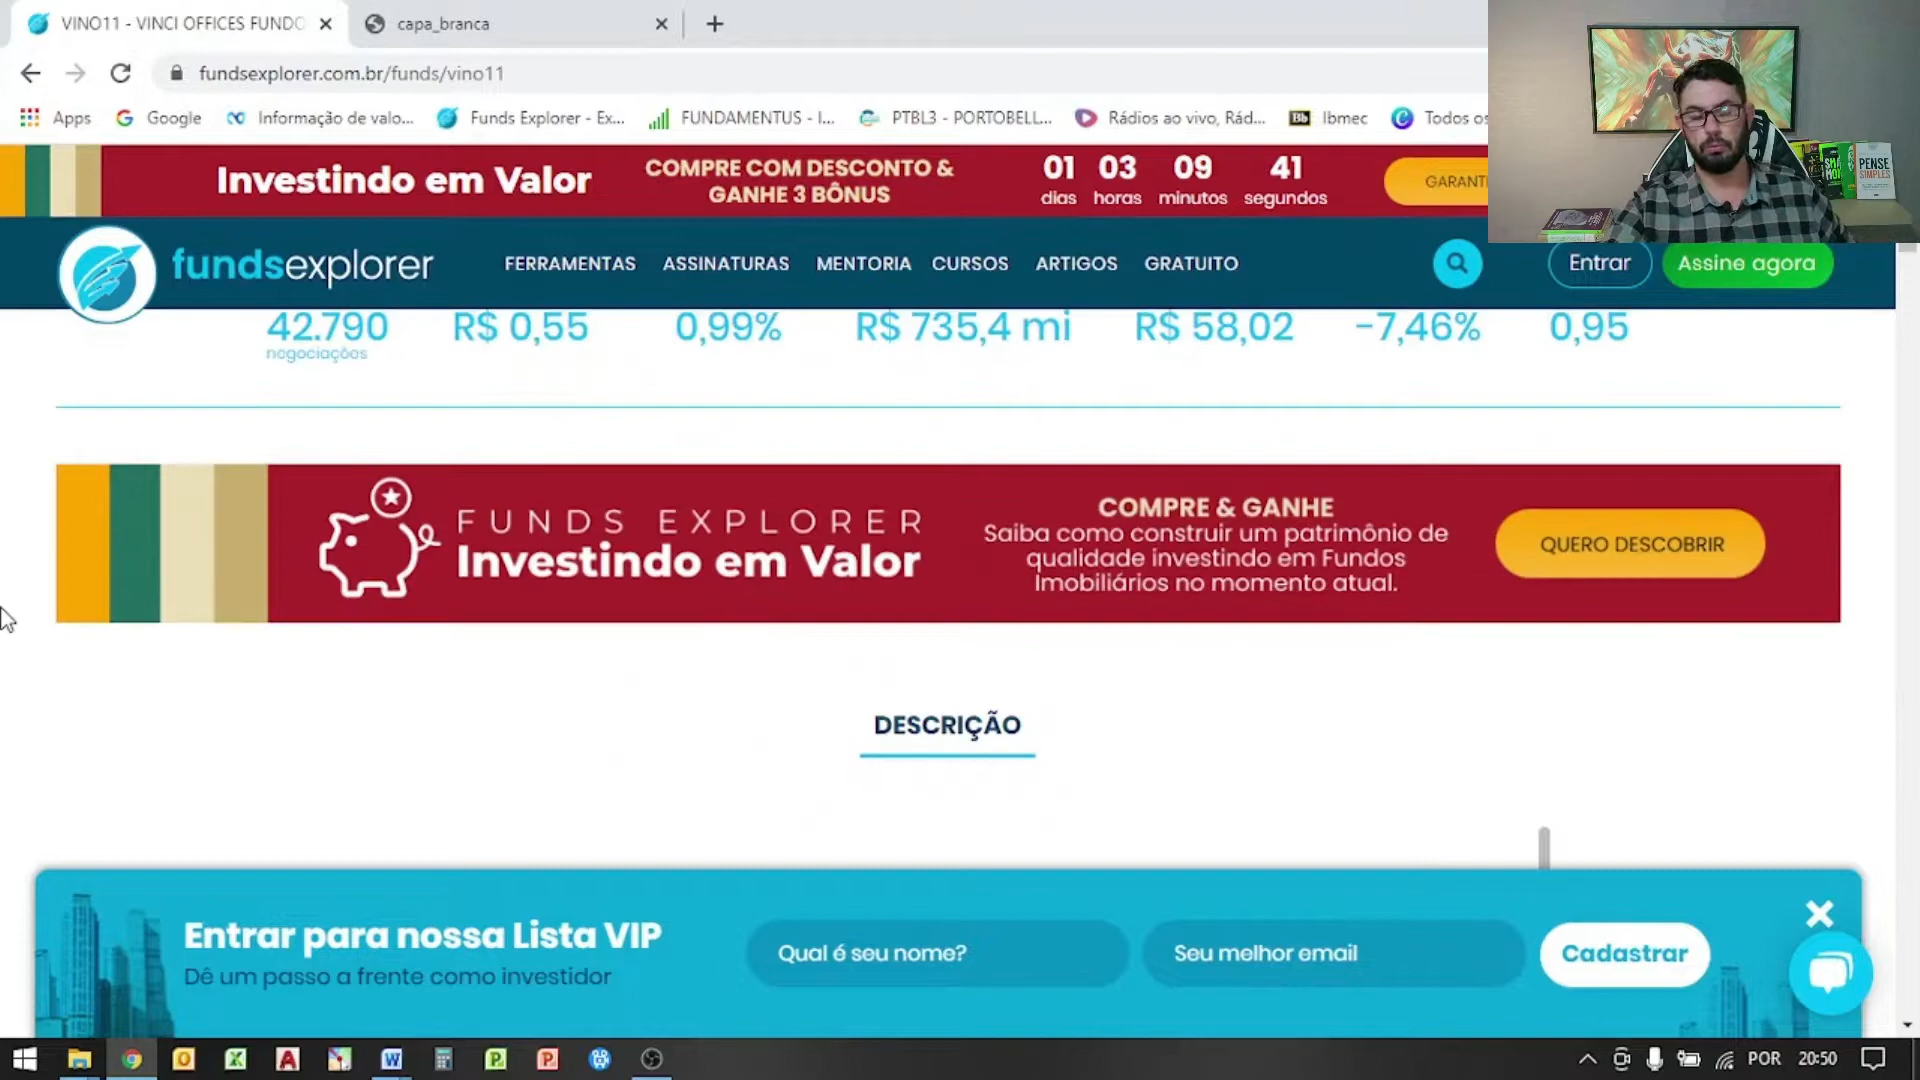 VINO11 - VINCI OFFICES FUNDO
capa_branca
fundsexplorer.com.br/funds/vino11
Apps
Google
Informação de valo...
Funds Explorer - Ex...
FUNDAMENTUS - I...
PTBL3 - PORTOBELL...
Rádios ao vivo, Rád...
Ibmec
Todos os
Investindo em Valor
COMPRE COM DESCONTO &
GANHE 3 BÔNUS
01 03 09 41
dias horas minutos segundos
GARANTI
PENSE
SIMPLES
fundsexplorer
FERRAMENTAS ASSINATURAS MENTORIA CURSOS ARTIGOS GRATUITO
Entrar
Assine agora
42.790 R$ 0,55 0,99% R$ 735,4 mi R$ 58,02 -7,46% 0,95
negociações
FUNDS EXPLORER
Investindo em Valor
COMPRE & GANHE
Saiba como construir um patrimônio de
qualidade investindo em Fundos
Imobiliários no momento atual.
QUERO DESCOBRIR
DESCRIÇÃO
Entrar para nossa Lista VIP
Dê um passo a frente como investidor
Qual é seu nome?
Seu melhor email
Cadastrar
POR
20:50